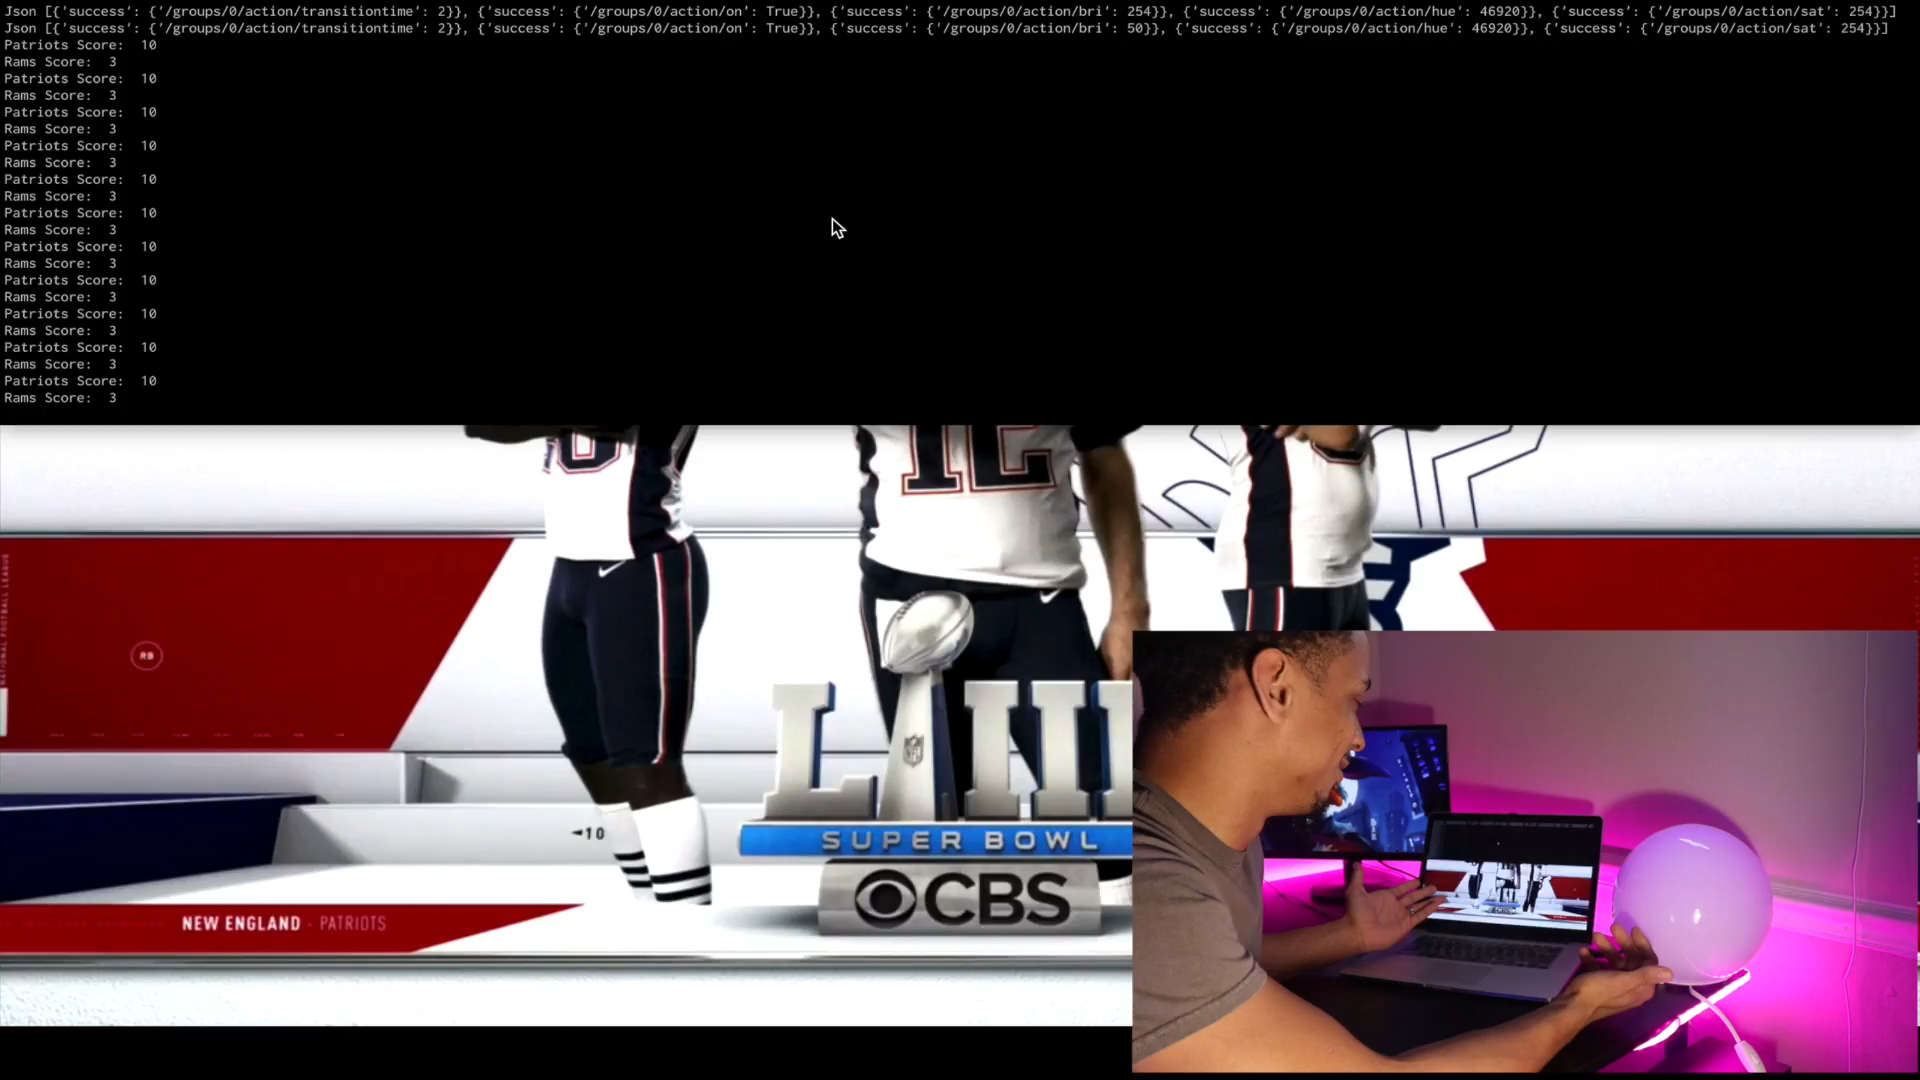 Json [{'success': {'/groups/0/action/transitiontime': 2}}, {'success': {'/groups/0/action/on': True}}, {'success': {'/groups/0/action/bri': 254}}, {'success': {'/groups/0/action/hue': 46920}}, {'success': {'/groups/0/action/sat': 254}}]
Json [{'success': {'/groups/0/action/transitiontime': 2}}, {'success': {'/groups/0/action/on': True}}, {'success': {'/groups/0/action/bri': 50}}, {'success': {'/groups/0/action/hue': 46920}}, {'success': {'/groups/0/action/sat': 254}}]
Patriots Score:  10
Rams Score:  3
Patriots Score:  10
Rams Score:  3
Patriots Score:  10
Rams Score:  3
Patriots Score:  10
Rams Score:  3
Patriots Score:  10
Rams Score:  3
Patriots Score:  10
Rams Score:  3
Patriots Score:  10
Rams Score:  3
Patriots Score:  10
Rams Score:  3
Patriots Score:  10
Rams Score:  3
Patriots Score:  10
Rams Score:  3
Patriots Score:  10
Rams Score:  3
12
NATIONAL FOOTBALL LEAGUE
RB
LIII
NFL
◄10
SUPER BOWL
CBS
NEW ENGLAND - PATRIOTS